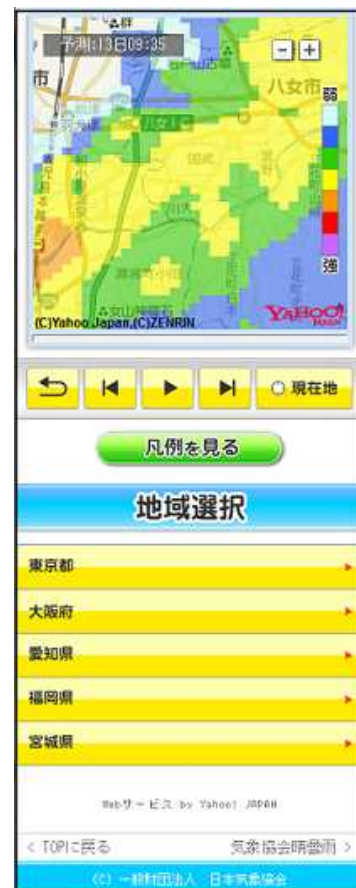 予測:13日09:35
八女市
弱
八女IC
強
(C)Yahoo Japan,(C)ZENRIN
YAHOO!
現在地
凡例を見る
地域選択
東京都
大阪府
愛知県
福岡県
宮城県
Webサービス by Yahoo! JAPAN
< TOPに戻る
気象協会晴曇雨 >
(C) 一般財団法人 日本気象協会